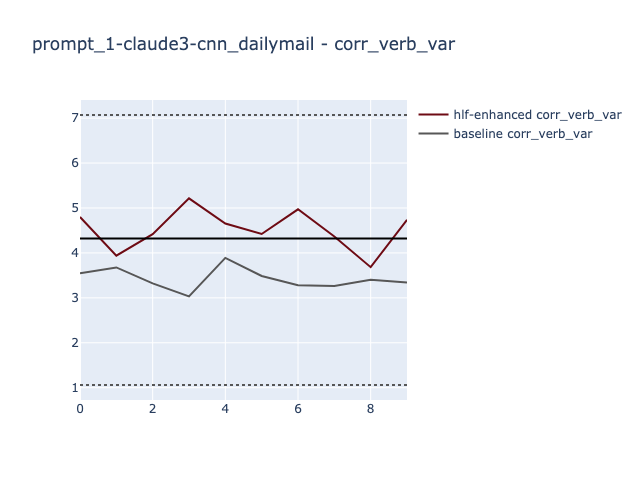 prompt_1-claude3-cnn_dailymail - corr_verb_var
hlf-enhanced corr_verb_var
baseline corr_verb_var
7
6
5
4
3
2
1
0 2 4 6 8